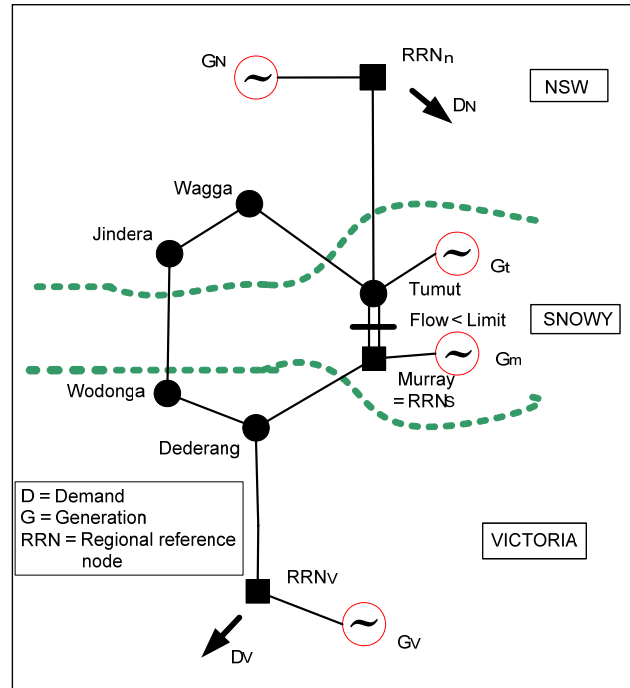 GN
RRNn
NSW
DN
Wagga
Jindera
Gt
Tumut
Flow < Limit
SNOWY
Gm
Murray
= RRNS
Wodonga
Dederang
D = Demand
G = Generation
RRN = Regional reference
node
VICTORIA
RRNV
DV
GV